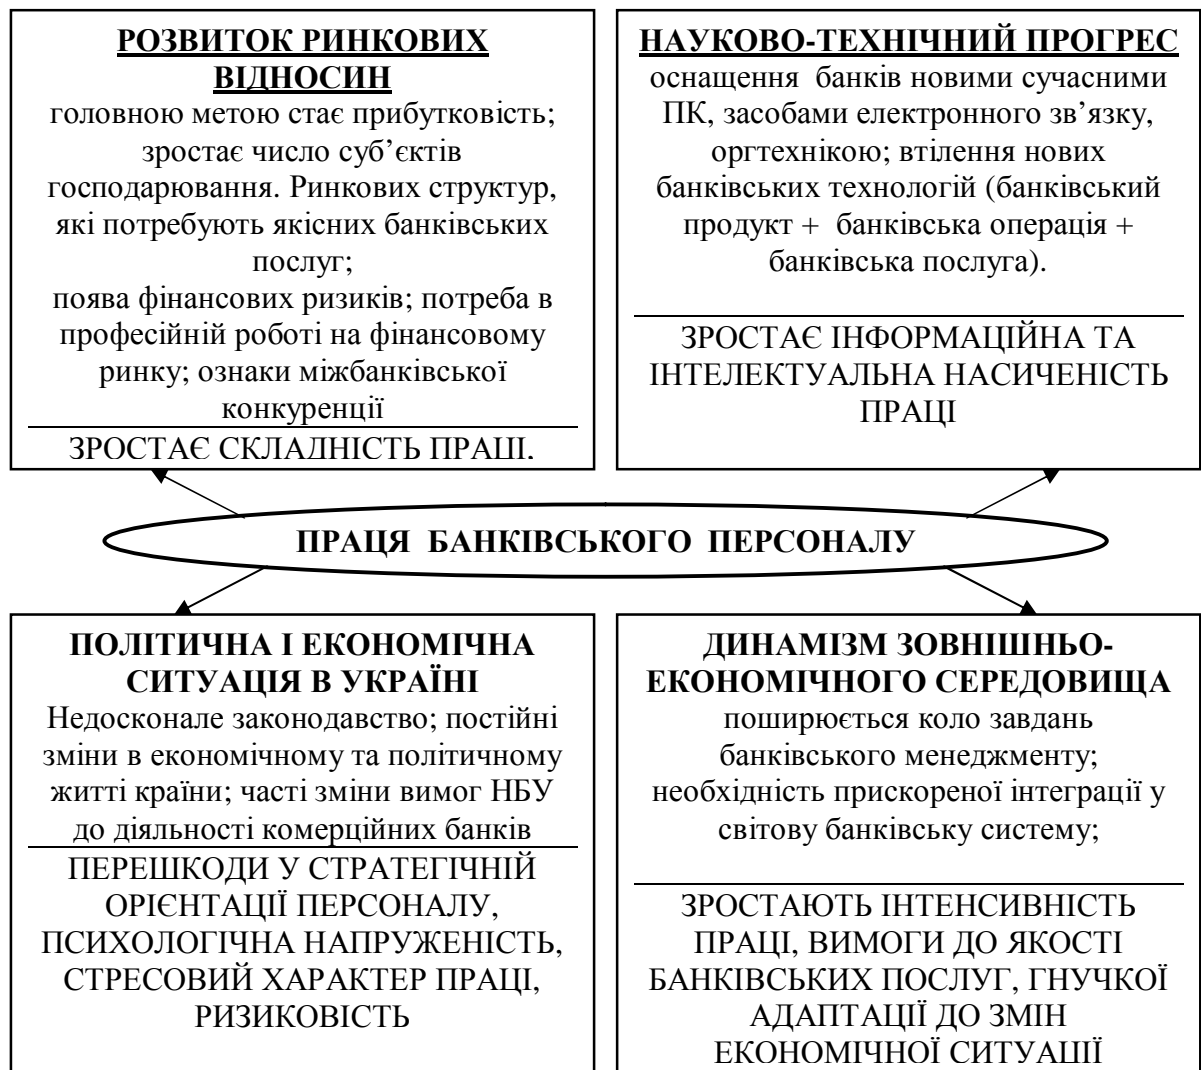 РОЗВИТОК РИНКОВИХ
ВІДНОСИН
головною метою стає прибутковість;
зростає число суб’єктів
господарювання. Ринкових структур,
які потребують якісних банківських
послуг;
поява фінансових ризиків; потреба в
професійній роботі на фінансовому
ринку; ознаки міжбанківської
конкуренції
ЗРОСТАЄ СКЛАДНІСТЬ ПРАЦІ,
НАУКОВО-ТЕХНІЧНИЙ ПРОГРЕС
оснащення банків новими сучасними
ПК, засобами електронного зв’язку,
оргтехнікою; втілення нових
банківських технологій (банківський
продукт + банківська операція +
банківська послуга).
ЗРОСТАЄ ІНФОРМАЦІЙНА ТА
ІНТЕЛЕКТУАЛЬНА НАСИЧЕНІСТЬ
ПРАЦІ
ПРАЦЯ БАНКІВСЬКОГО ПЕРСОНАЛУ
ПОЛІТИЧНА І ЕКОНОМІЧНА
СИТУАЦІЯ В УКРАЇНІ
Недосконале законодавство; постійні
зміни в економічному та політичному
житті країни; часті зміни вимог НБУ
до діяльності комерційних банків
ПЕРЕШКОДИ У СТРАТЕГІЧНІЙ
ОРІЄНТАЦІЇ ПЕРСОНАЛУ,
ПСИХОЛОГІЧНА НАПРУЖЕНІСТЬ,
СТРЕСОВИЙ ХАРАКТЕР ПРАЦІ,
РИЗИКОВІСТЬ
ДИНАМІЗМ ЗОВНІШНЬО-
ЕКОНОМІЧНОГО СЕРЕДОВИЩА
поширюється коло завдань
банківського менеджменту;
необхідність прискореної інтеграції у
світову банківську систему;
ЗРОСТАЮТЬ ІНТЕНСИВНІСТЬ
ПРАЦІ, ВИМОГИ ДО ЯКОСТІ
БАНКІВСЬКИХ ПОСЛУГ, ГНУЧКОЇ
АДАПТАЦІЇ ДО ЗМІН
ЕКОНОМІЧНОЇ СИТУАЦІЇ